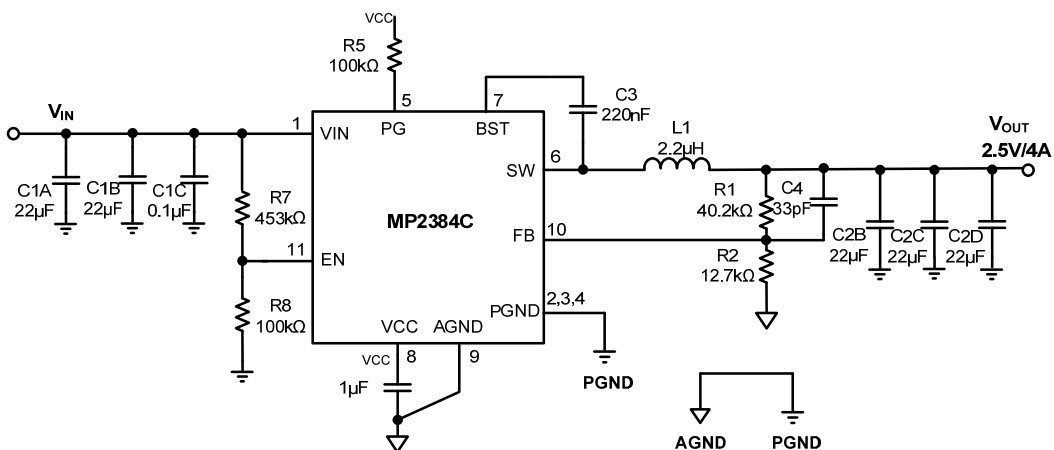 VCC
R5
100kΩ
5
7
C3
220nF
VIN
1
VIN
PG
BST
L1
2.2µH
VOUT
2.5V/4A
6
SW
C1A
22µF
C1B
22µF
C1C
0.1µF
R7
453kΩ
MP2384C
R1
40.2kΩ
C4
33pF
FB
10
C2B
22µF
C2C
22µF
C2D
22µF
11
EN
R2
12.7kΩ
R8
100kΩ
PGND
2,3,4
VCC
AGND
VCC
8
9
1µF
PGND
AGND
PGND